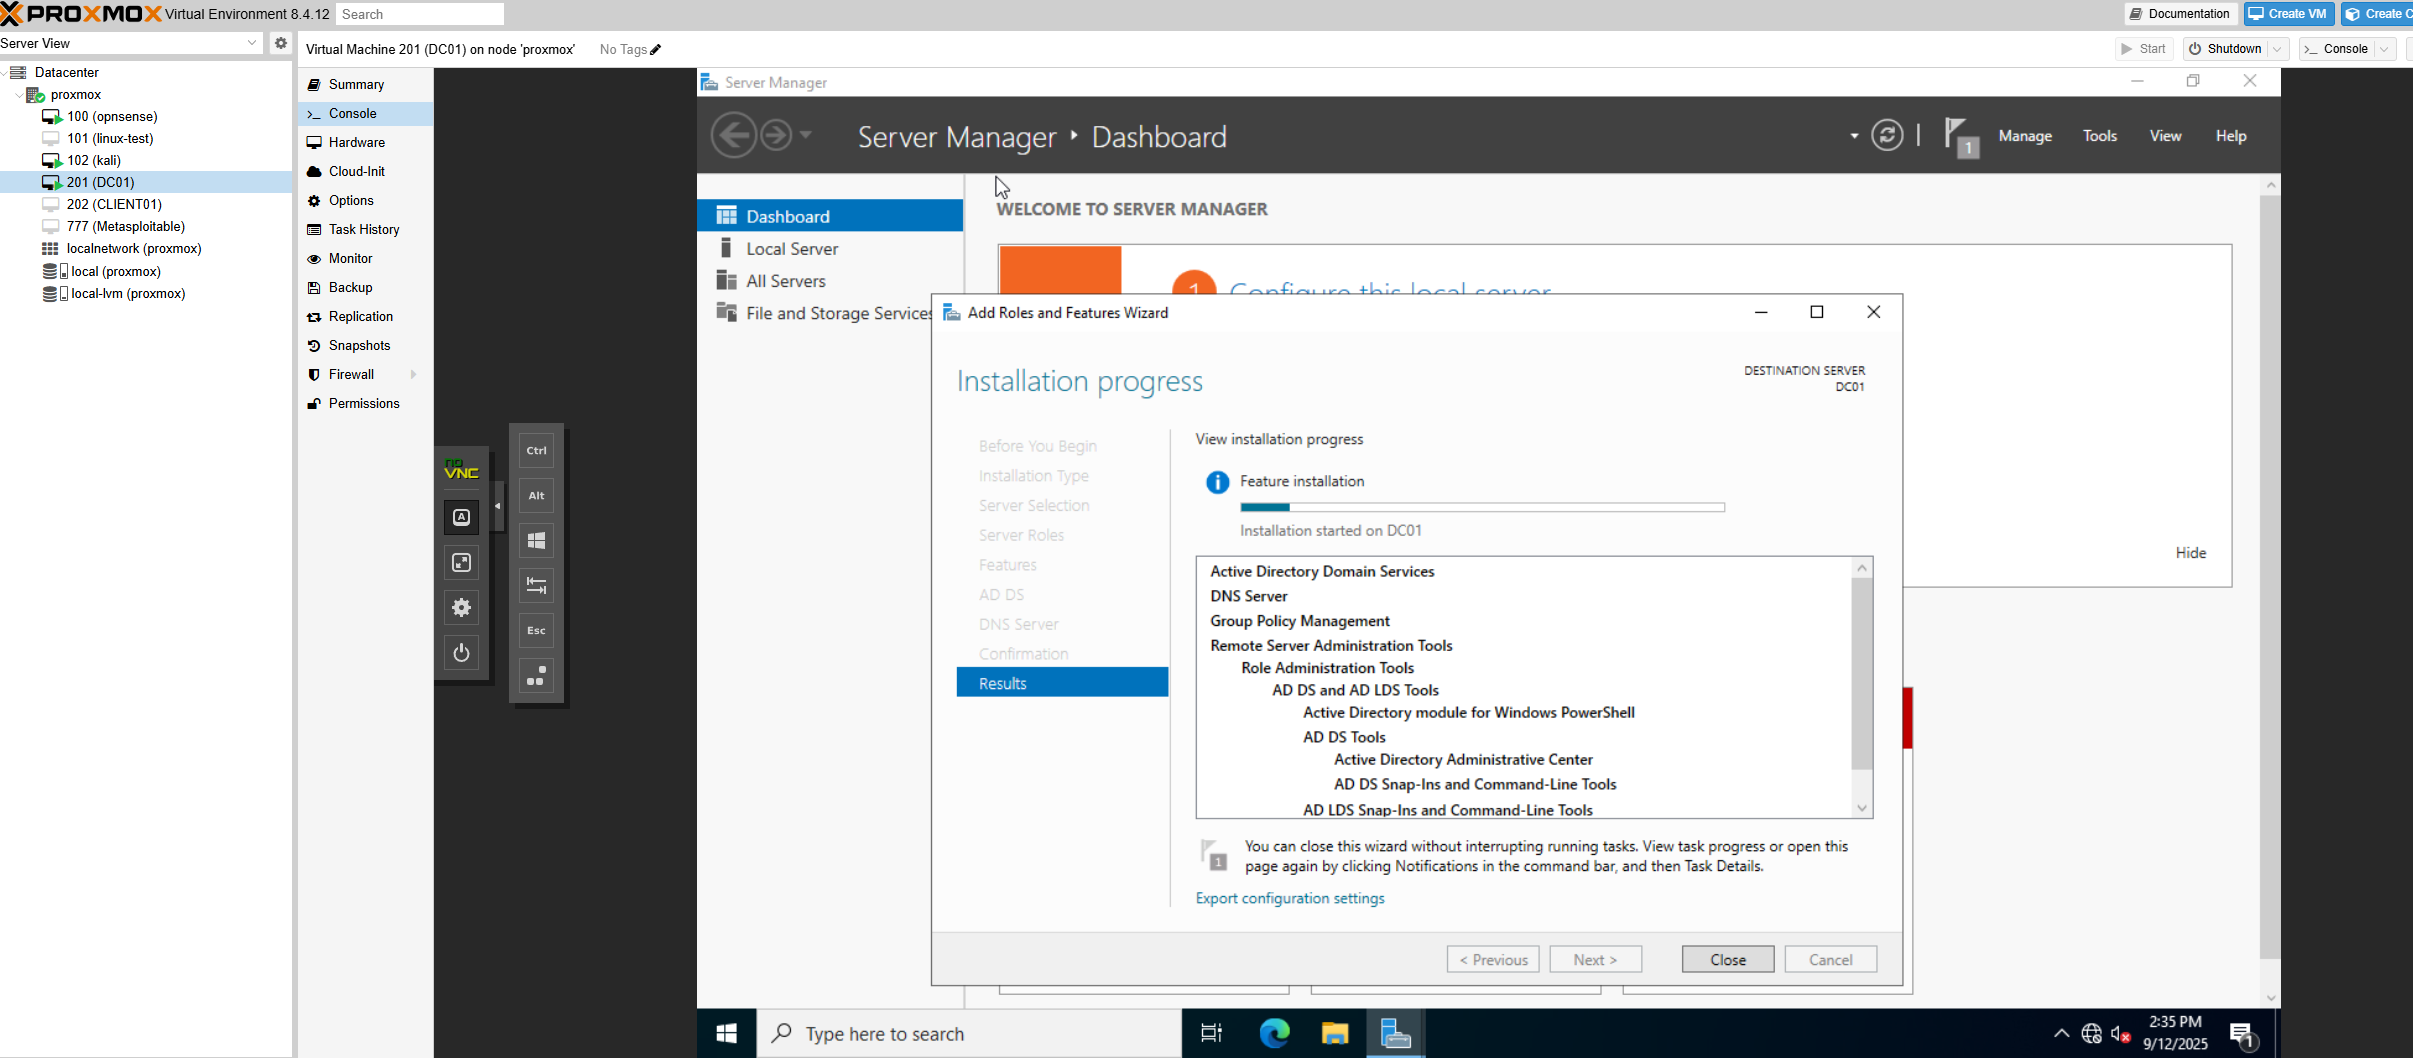 PROXMOX Virtual Environment 8.4.12 Search
Documentation
Create VM
Create C
Server View
Virtual Machine 201 (DC01) on node 'proxmox' No Tags
Start
Shutdown
Console
Datacenter
proxmox
100 (opnsense)
101 (linux-test)
102 (kali)
201 (DC01)
202 (CLIENT01)
777 (Metasploitable)
localnetwork (proxmox)
local (proxmox)
local-lvm (proxmox)
Summary
Console
Hardware
Cloud-Init
Options
Task History
Monitor
Backup
Replication
Snapshots
Firewall
Permissions
no
VNC
A
Ctrl
Alt
Esc
Server Manager
Server Manager Dashboard
1
Manage
Tools
View
Help
Dashboard
Local Server
All Servers
File and Storage Services
WELCOME TO SERVER MANAGER
1 Configure this local server
Hide
Add Roles and Features Wizard
Installation progress
DESTINATION SERVER
DC01
Before You Begin
Installation Type
Server Selection
Server Roles
Features
AD DS
DNS Server
Confirmation
Results
View installation progress
Feature installation
Installation started on DC01
Active Directory Domain Services
DNS Server
Group Policy Management
Remote Server Administration Tools
Role Administration Tools
AD DS and AD LDS Tools
Active Directory module for Windows PowerShell
AD DS Tools
Active Directory Administrative Center
AD DS Snap-Ins and Command-Line Tools
AD LDS Snap-Ins and Command-Line Tools
1
You can close this wizard without interrupting running tasks. View task progress or open this
page again by clicking Notifications in the command bar, and then Task Details.
Export configuration settings
< Previous
Next >
Close
Cancel
Type here to search
2:35 PM
9/12/2025
1